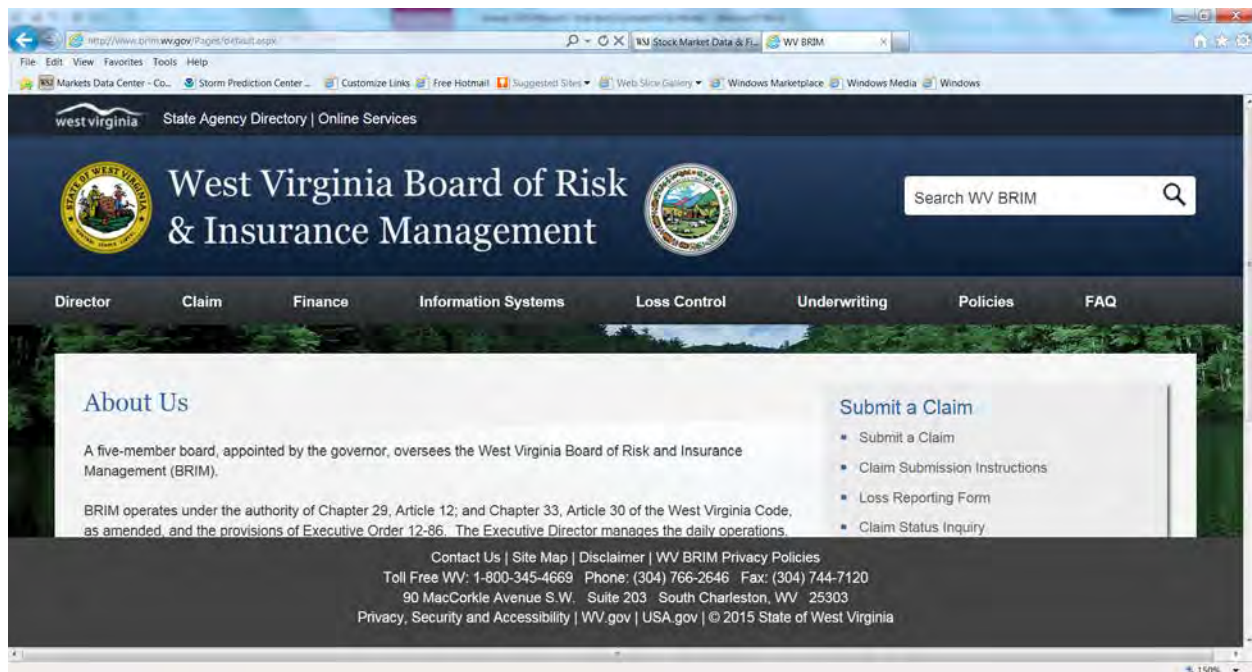 http://www.brim.wv.gov/Pages/default.aspx
WSJ Stock Market Data & Fi...
WV BRIM
File Edit View Favorites Tools Help
Markets Data Center - Co... Storm Prediction Center ... Customize Links Free Hotmail Suggested Sites Web Slice Gallery Windows Marketplace Windows Media Windows
west virginia State Agency Directory | Online Services
STATE OF WEST VIRGINIA
West Virginia Board of Risk
& Insurance Management
Search WV BRIM
Director Claim Finance Information Systems Loss Control Underwriting Policies FAQ
About Us
A five-member board, appointed by the governor, oversees the West Virginia Board of Risk and Insurance
Management (BRIM).
BRIM operates under the authority of Chapter 29, Article 12; and Chapter 33, Article 30 of the West Virginia Code,
as amended, and the provisions of Executive Order 12-86. The Executive Director manages the daily operations.
Submit a Claim
Submit a Claim
Claim Submission Instructions
Loss Reporting Form
Claim Status Inquiry
Contact Us | Site Map | Disclaimer | WV BRIM Privacy Policies
Toll Free WV: 1-800-345-4669 Phone: (304) 766-2646 Fax: (304) 744-7120
90 MacCorkle Avenue S.W. Suite 203 South Charleston, WV 25303
Privacy, Security and Accessibility | WV.gov | USA.gov | © 2015 State of West Virginia
150%